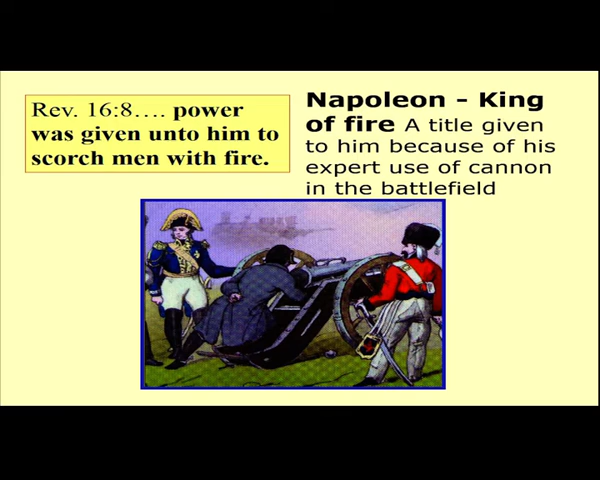 Rev. 16:8.... power
was given unto him to
scorch men with fire.
Napoleon - King
of fire A title given
to him because of his
expert use of cannon
in the battlefield